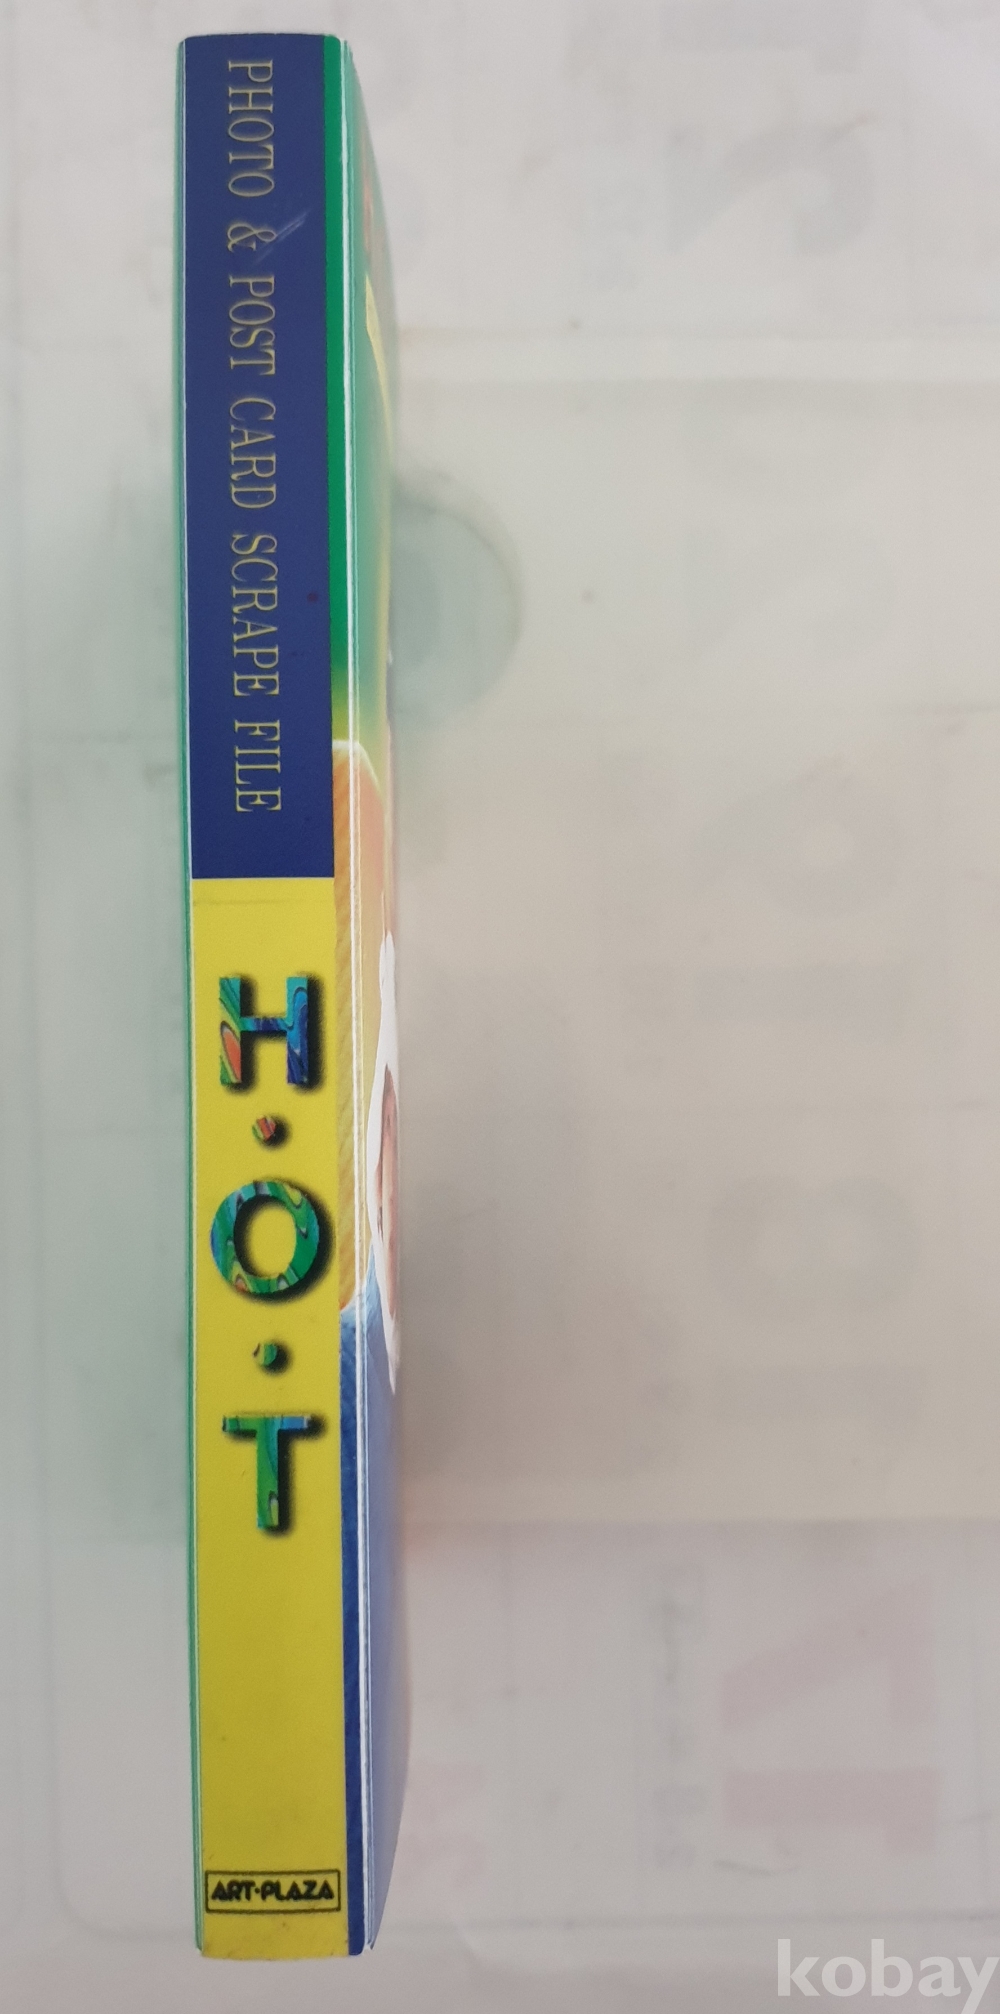 PHOTO & POST CARD SCRAPE FILE
H·O·T
ART·PLAZA
kobay